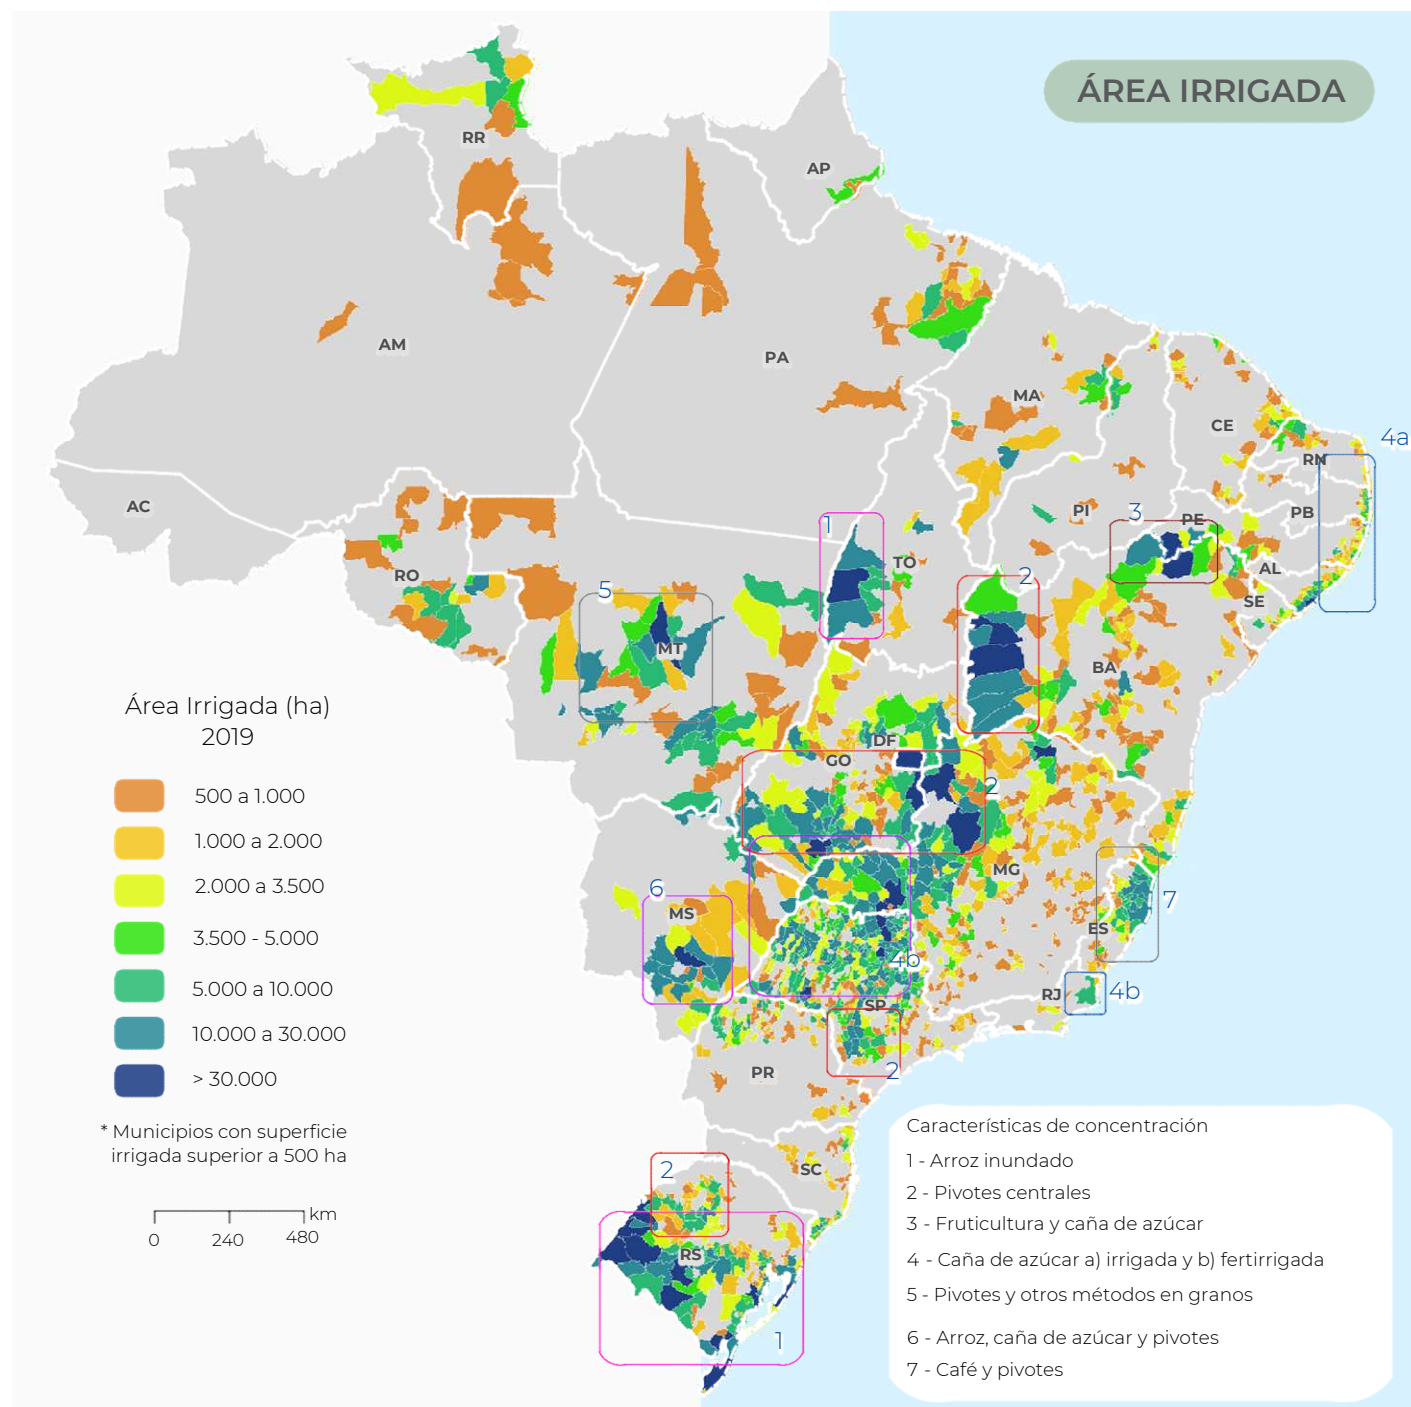 ÁREA IRRIGADA
RR
AP
AM
PA
MA
CE
4a
RN
AC
PI
PB
3
PE
1
TO
AL
RO
2
SE
5
MT
BA
Área Irrigada (ha)
2019
DF
GO
2
500 a 1.000
1.000 a 2.000
2.000 a 3.500
3.500 - 5.000
5.000 a 10.000
10.000 a 30.000
> 30.000
MG
6
7
MS
ES
4b
RJ
4b
SP
PR
2
* Municipios con superficie
irrigada superior a 500 ha
km
0 240 480
2
SC
RS
1
Características de concentración
1 - Arroz inundado
2 - Pivotes centrales
3 - Fruticultura y caña de azúcar
4 - Caña de azúcar a) irrigada y b) fertirrigada
5 - Pivotes y otros métodos en granos
6 - Arroz, caña de azúcar y pivotes
7 - Café y pivotes